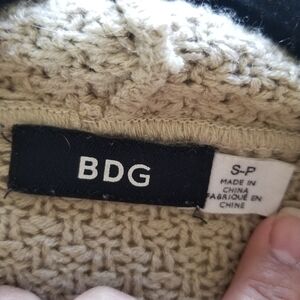 BDG
S-P
MADE IN
CHINA
FABRIQUÉ EN
CHINE